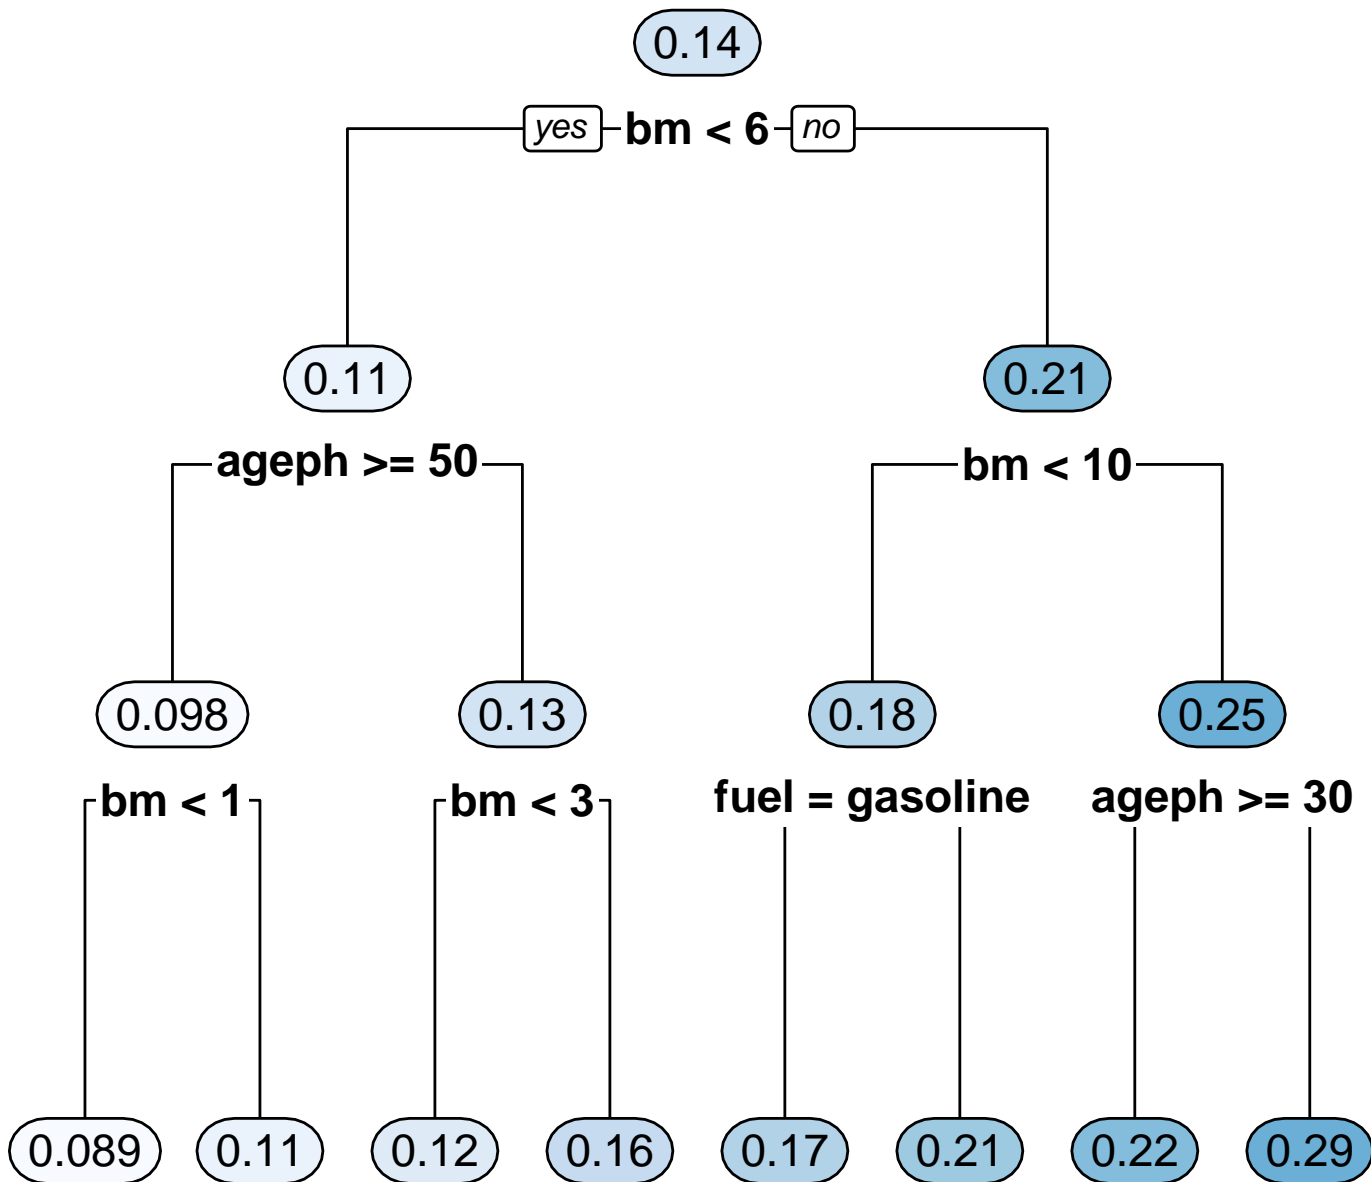 0.14
yes bm < 6 no
0.11 0.21
ageph >= 50 bm < 10
0.098 0.13 0.18 0.25
bm < 1 bm < 3 fuel = gasoline ageph >= 30
0.089 0.11 0.12 0.16 0.17 0.21 0.22 0.29